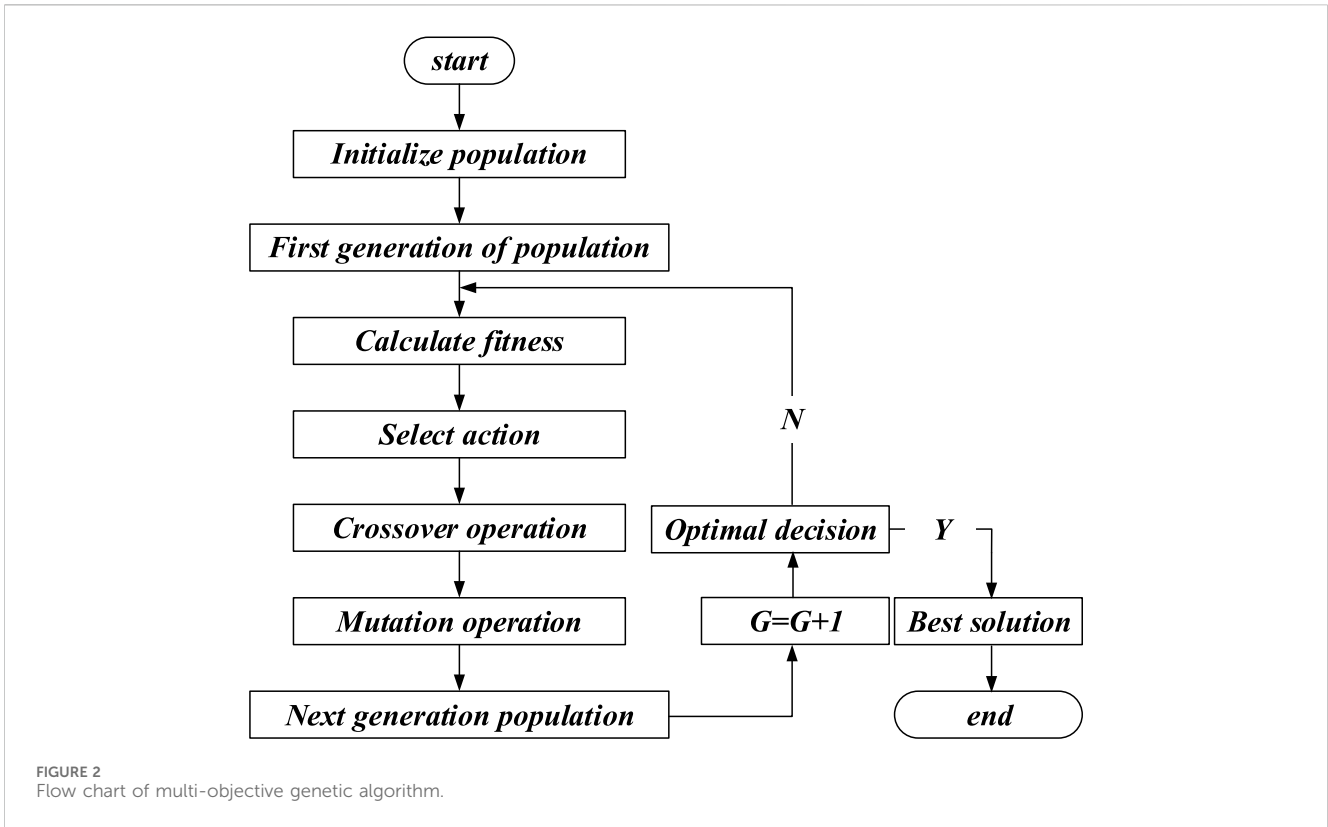 start
Initialize population
First generation of population
Calculate fitness
Select action
Crossover operation
Mutation operation
Next generation population
N
Optimal decision
Y
G=G+1
Best solution
end
FIGURE 2
Flow chart of multi-objective genetic algorithm.